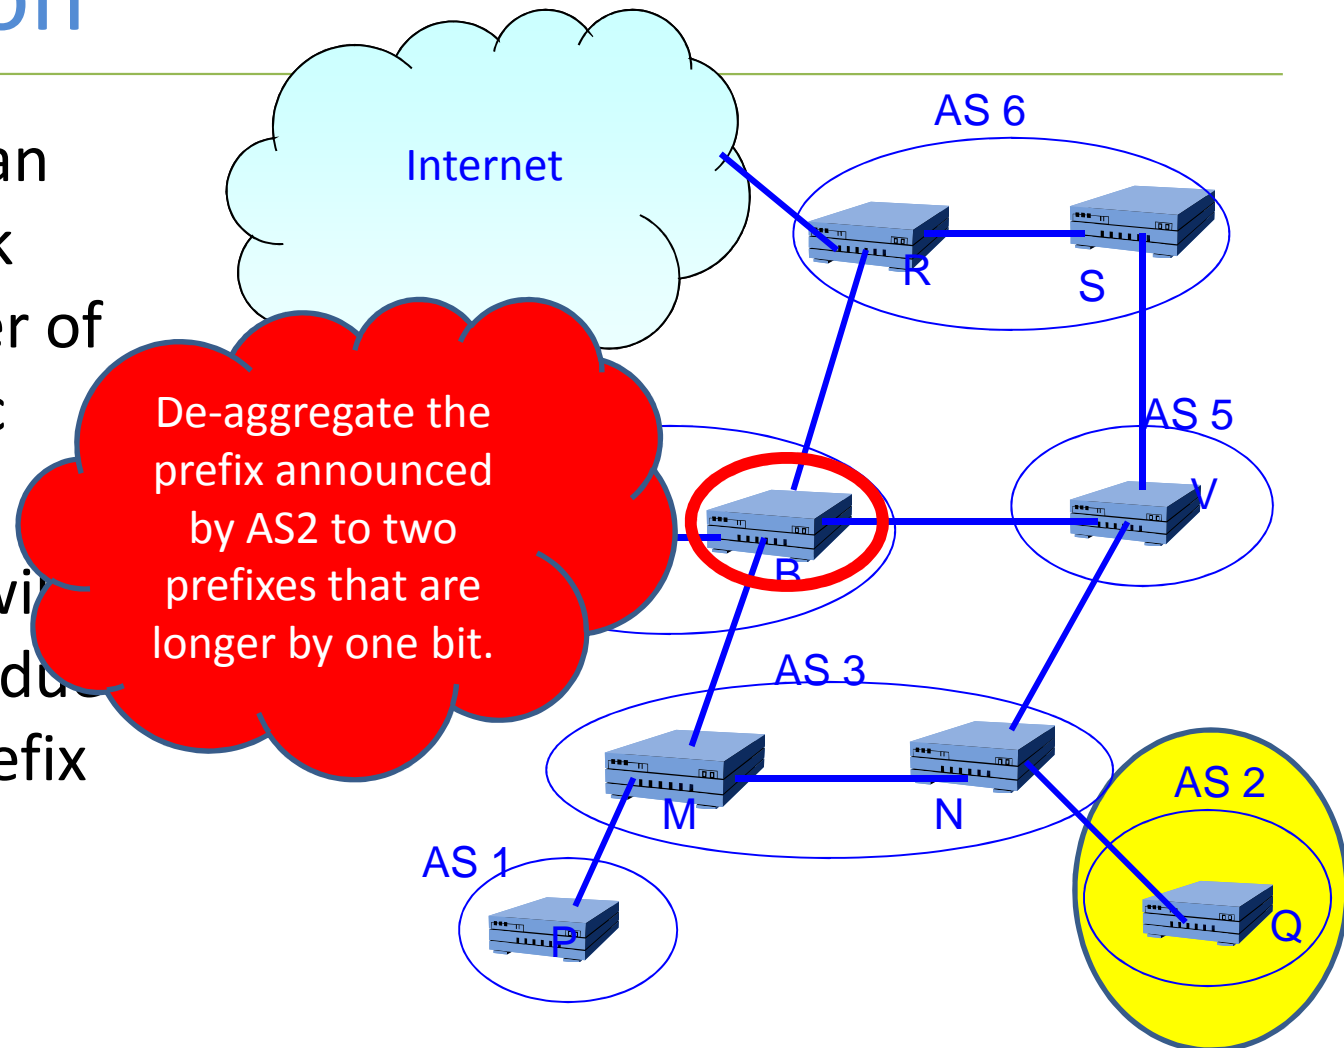 an
Internet
AS 6
R
S
er of
De-aggregate the
prefix announced
by AS2 to two
prefixes that are
longer by one bit.
AS 5
V
B
efix
AS 3
M
N
AS 2
AS 1
P
Q